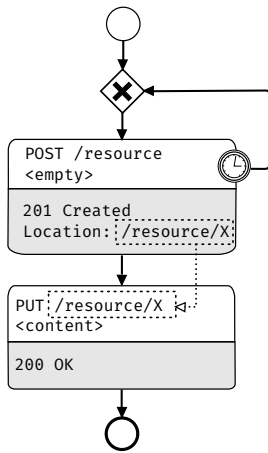 POST /resource
<empty>
201 Created
Location: /resource/X
PUT /resource/X
<content>
200 OK